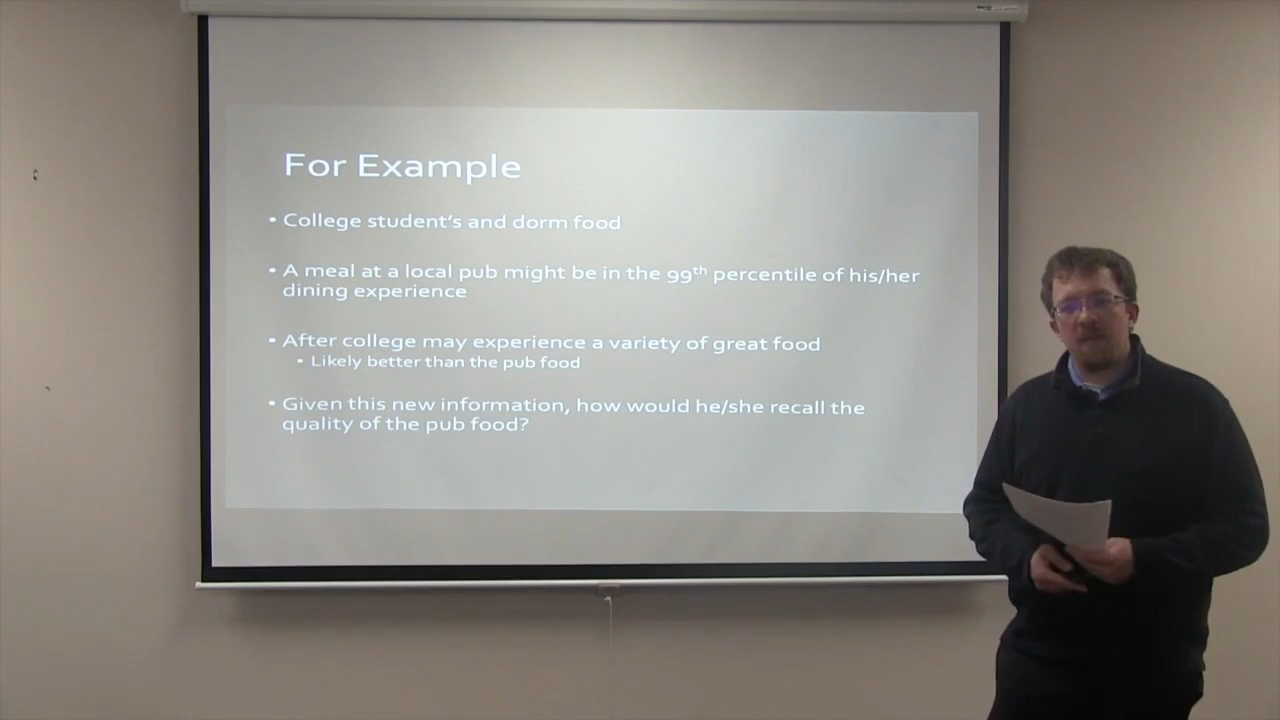 For Example
• College student's and dorm food
• A meal at a local pub might be in the 99th percentile of his/her
dining experience
• After college may experience a variety of great food
• Likely better than the pub food
• Given this new information, how would he/she recall the
quality of the pub food?